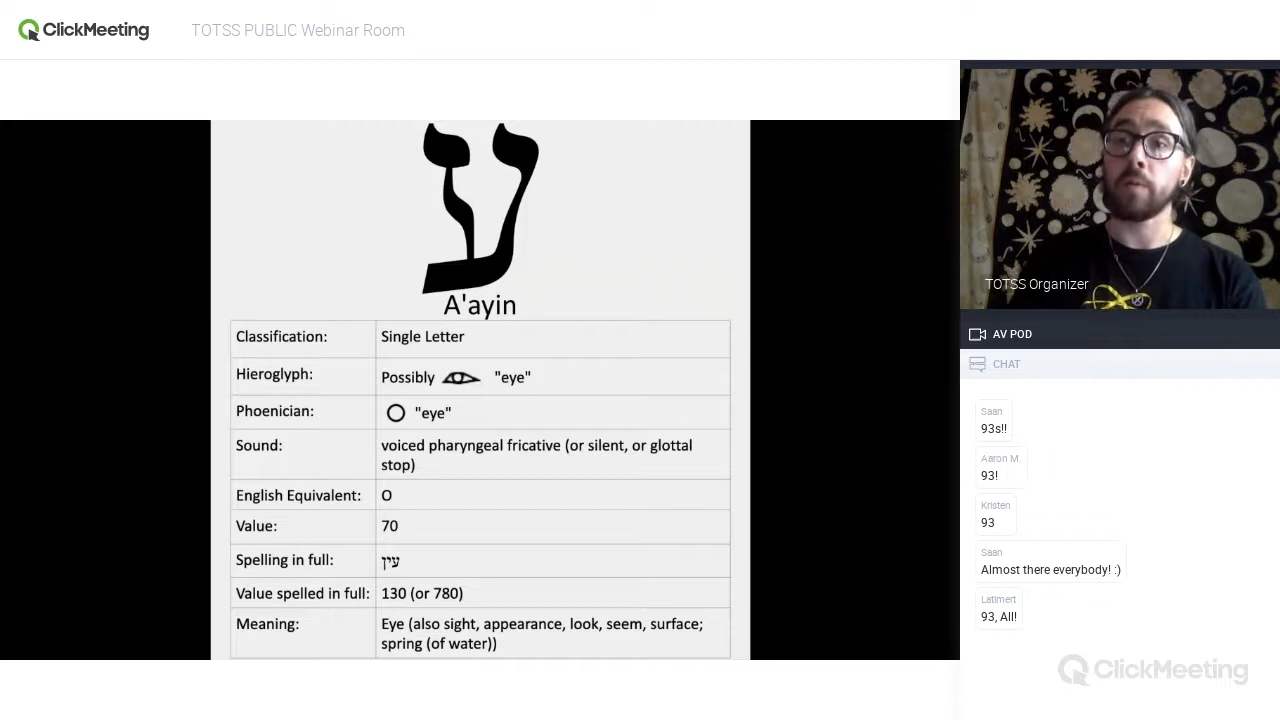 ClickMeeting
TOTSS PUBLIC Webinar Room
ע
A'ayin
Classification: Single Letter
Hieroglyph: Possibly "eye"
Phoenician: "eye"
Sound: voiced pharyngeal fricative (or silent, or glottal
stop)
English Equivalent: O
Value: 70
Spelling in full: עין
Value spelled in full: 130 (or 780)
Meaning: Eye (also sight, appearance, look, seem, surface;
spring (of water))
TOTSS Organizer
AV POD
CHAT
Saan
93s!!
Aaron M.
93!
Kristen
93
Saan
Almost there everybody! :)
Latimert
93, All!
ClickMeeting